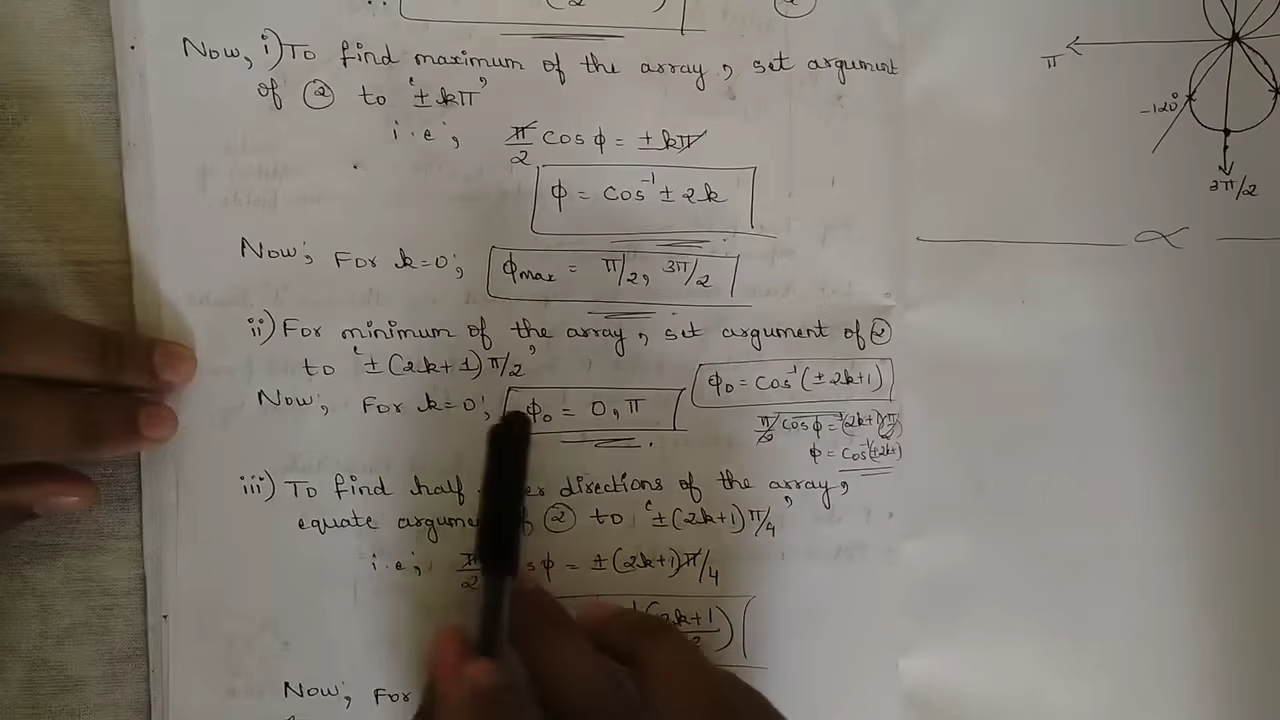 Now, i) To find maximum of the array, set argument
of ② to '±kπ'
i.e; π/2 cos ϕ = ±kπ
ϕ = cos⁻¹ ± 2k
Now; For k=0; ϕmax = π/2, 3π/2
ii) For minimum of the array, set argument of ②
to '±(2k+1)π/2'
ϕ₀ = cos⁻¹(±2k+1)
Now; For k=0; ϕ₀ = 0, π
π/2 cos ϕ = ±(2k+1)π/2
ϕ = cos⁻¹(±2k+1)
iii) To find half directions of the array,
equate ② to '±(2k+1)π/4'
i.e; π/2 ϕ = ±(2k+1)π/4
2k+1
2
Now; For
π
-120°
3π/2